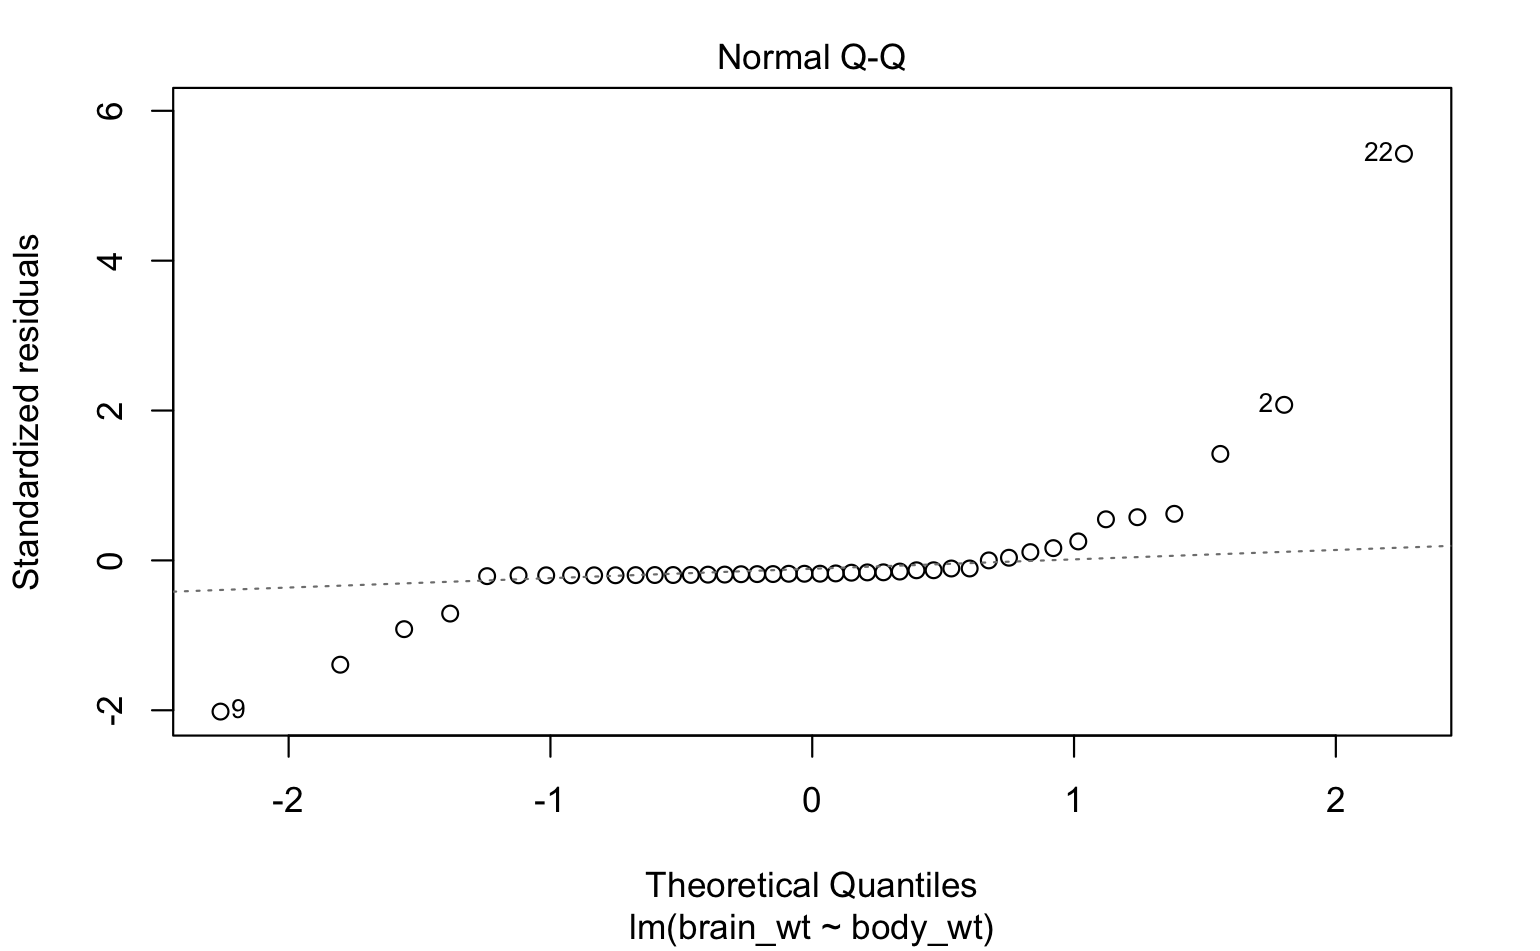 Normal Q-Q
Standardized residuals
6
4
2
0
-2
22
2
9
-2 -1 0 1 2
Theoretical Quantiles
lm(brain_wt ~ body_wt)